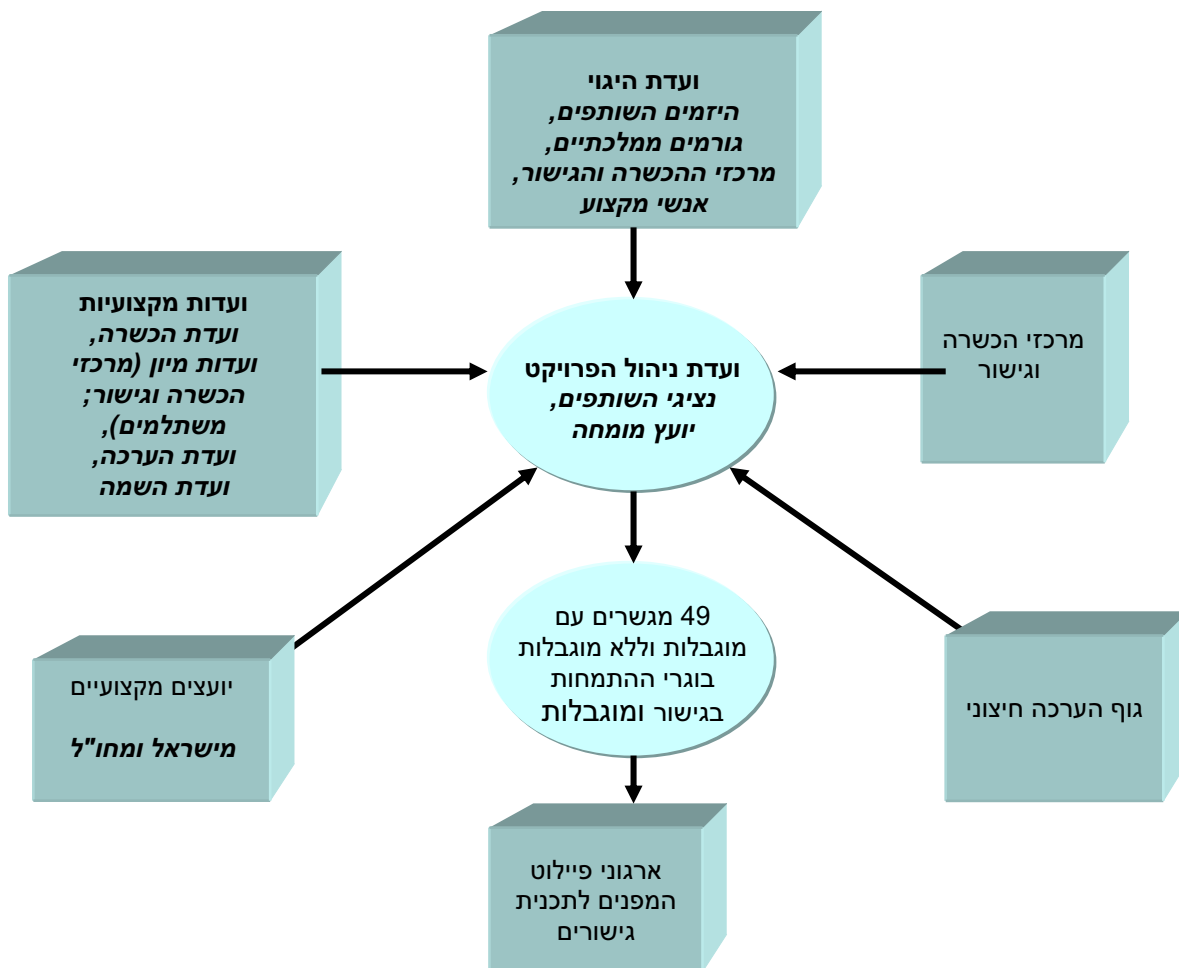 ועדת היגוי
היזמים השותפים,
גורמים ממלכתיים,
מרכזי ההכשרה והגישור,
אנשי מקצוע
מרכזי הכשרה
וגישור
ועדות מקצועיות
ועדת הכשרה,
ועדות מיון (מרכזי
הכשרה וגישור;
משתלמים),
ועדת הערכה,
ועדת השמה
ועדת ניהול הפרויקט
נציגי השותפים,
יועץ מומחה
49 מגשרים עם
מוגבלות וללא מוגבלות
בוגרי ההתמחות
בגישור ומוגבלות
גוף הערכה חיצוני
יועצים מקצועיים
מישראל ומחו"ל
ארגוני פיילוט
המפנים לתכנית
גישורים